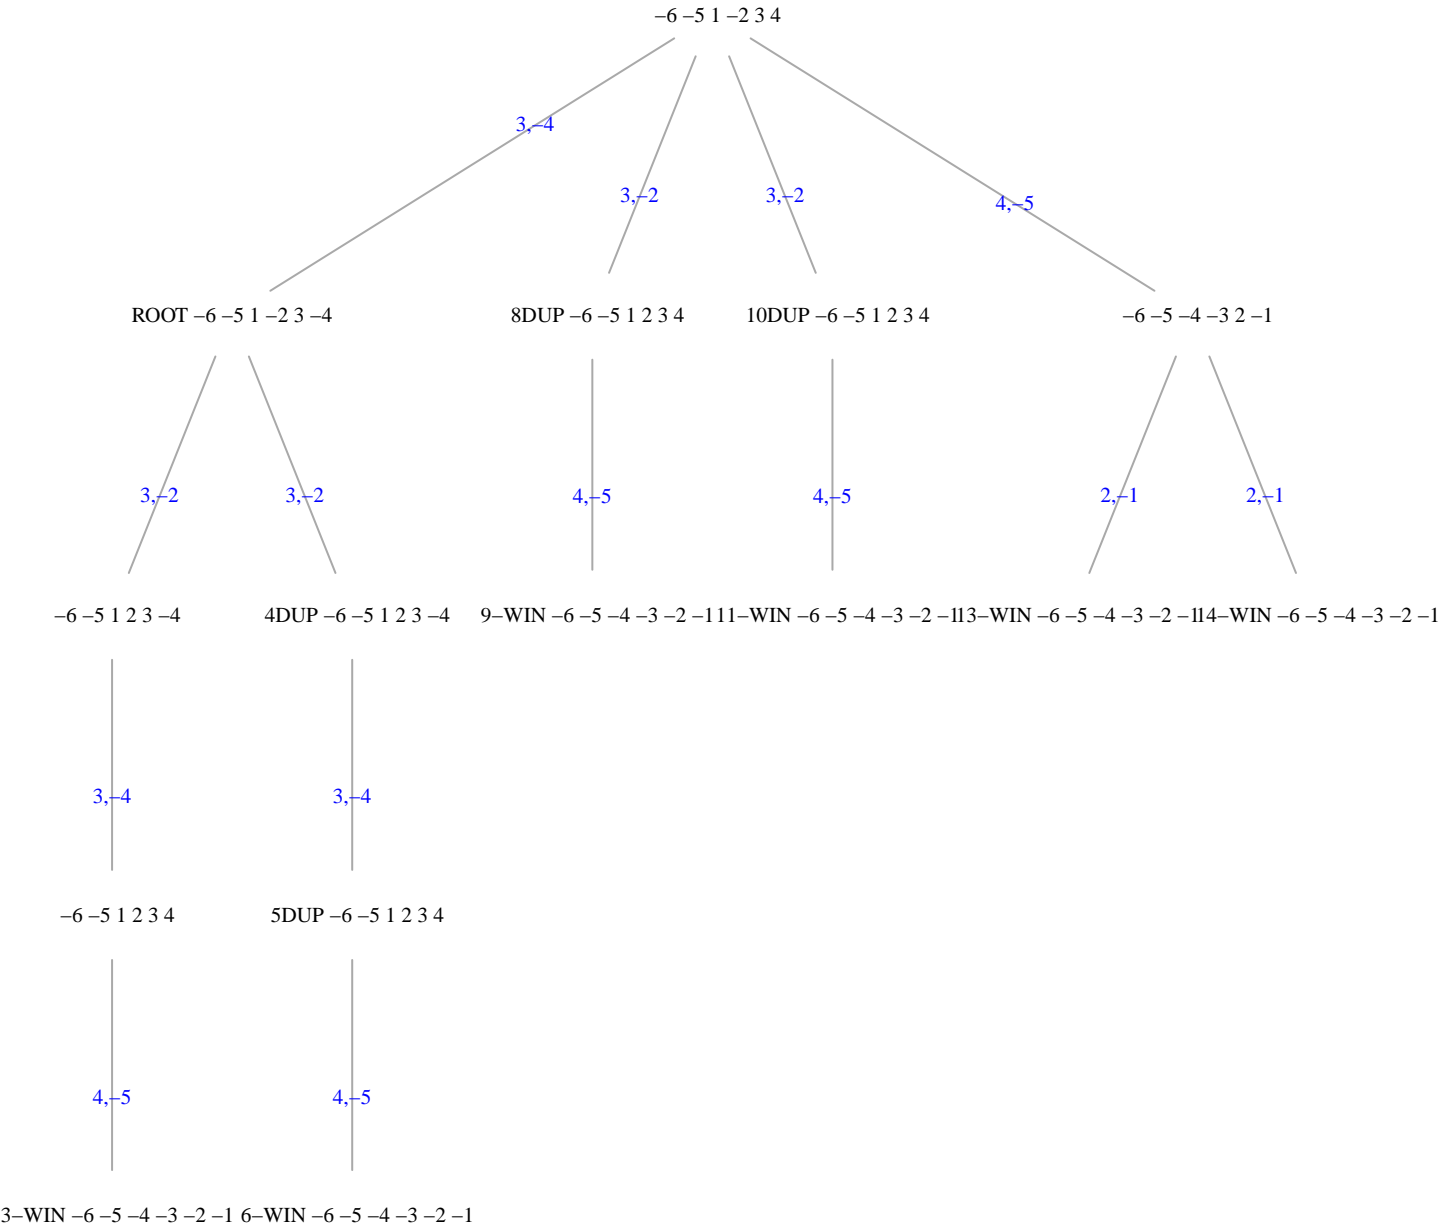 –6 –5 1 –2 3 4
3,–4
3,–2
3,–2
4,–5
ROOT –6 –5 1 –2 3 –4
8DUP –6 –5 1 2 3 4
10DUP –6 –5 1 2 3 4
–6 –5 –4 –3 2 –1
3,–2
3,–2
4,–5
4,–5
2,–1
2,–1
–6 –5 1 2 3 –4
4DUP –6 –5 1 2 3 –4
9–WIN –6 –5 –4 –3 –2 –1
11–WIN –6 –5 –4 –3 –2 –1
13–WIN –6 –5 –4 –3 –2 –1
14–WIN –6 –5 –4 –3 –2 –1
3,–4
3,–4
–6 –5 1 2 3 4
5DUP –6 –5 1 2 3 4
4,–5
4,–5
3–WIN –6 –5 –4 –3 –2 –1
6–WIN –6 –5 –4 –3 –2 –1